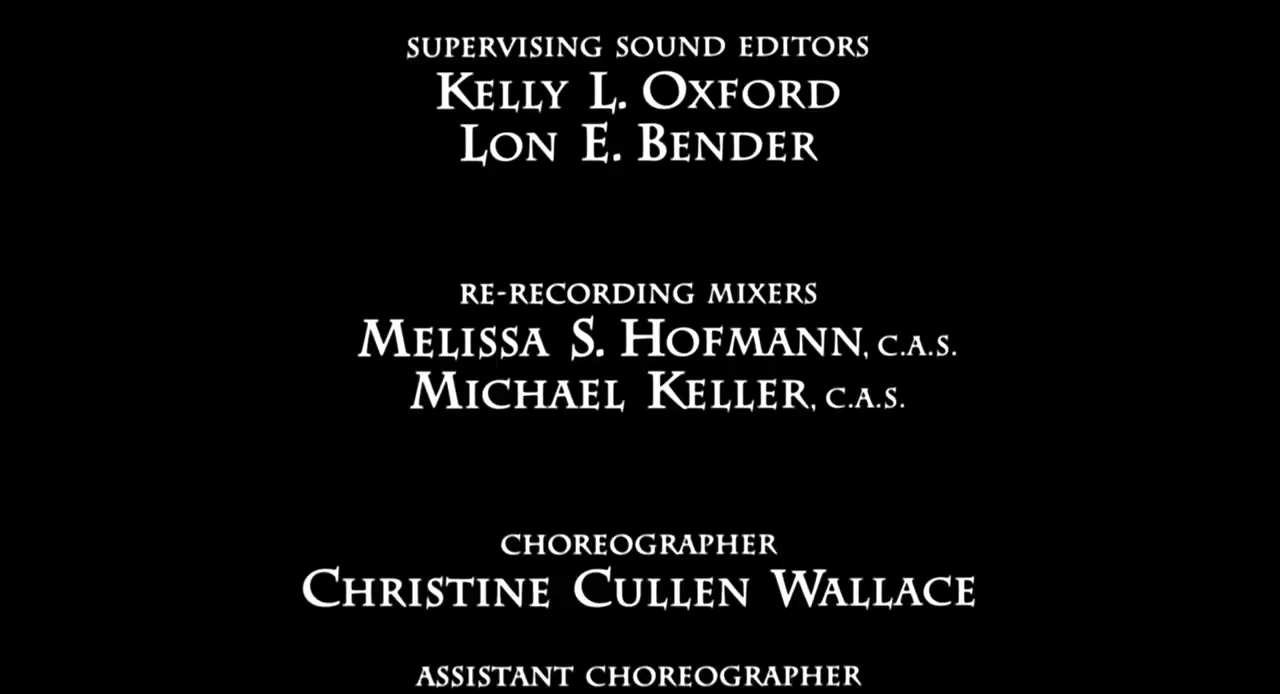 SUPERVISING SOUND EDITORS
KELLY L. OXFORD
LON E. BENDER
RE-RECORDING MIXERS
MELISSA S. HOFMANN, C.A.S.
MICHAEL KELLER, C.A.S.
CHOREOGRAPHER
CHRISTINE CULLEN WALLACE
ASSISTANT CHOREOGRAPHER